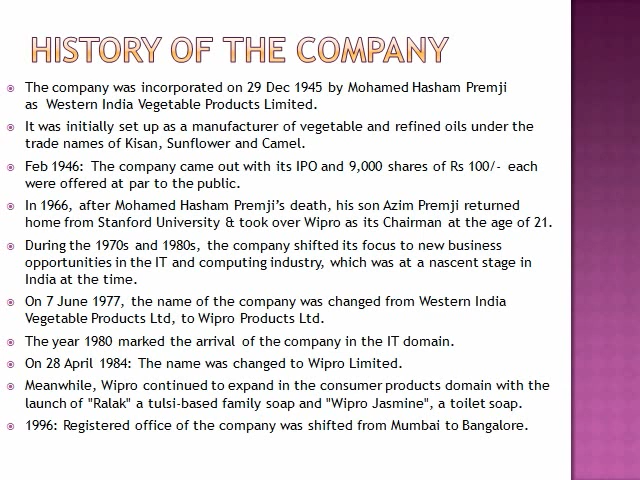 HISTORY OF THE COMPANY
The company was incorporated on 29 Dec 1945 by Mohamed Hasham Premji
as  Western India Vegetable Products Limited.
It was initially set up as a manufacturer of vegetable and refined oils under the
trade names of Kisan, Sunflower and Camel.
Feb 1946:  The company came out with its IPO and 9,000 shares of Rs 100/- each
were offered at par to the public.
In 1966, after Mohamed Hasham Premji’s death, his son Azim Premji returned
home from Stanford University & took over Wipro as its Chairman at the age of 21.
During the 1970s and 1980s, the company shifted its focus to new business
opportunities in the IT and computing industry, which was at a nascent stage in
India at the time.
On 7 June 1977, the name of the company was changed from Western India
Vegetable Products Ltd, to Wipro Products Ltd.
The year 1980 marked the arrival of the company in the IT domain.
On 28 April 1984: The name was changed to Wipro Limited.
Meanwhile, Wipro continued to expand in the consumer products domain with the
launch of "Ralak" a tulsi-based family soap and "Wipro Jasmine", a toilet soap.
1996: Registered office of the company was shifted from Mumbai to Bangalore.